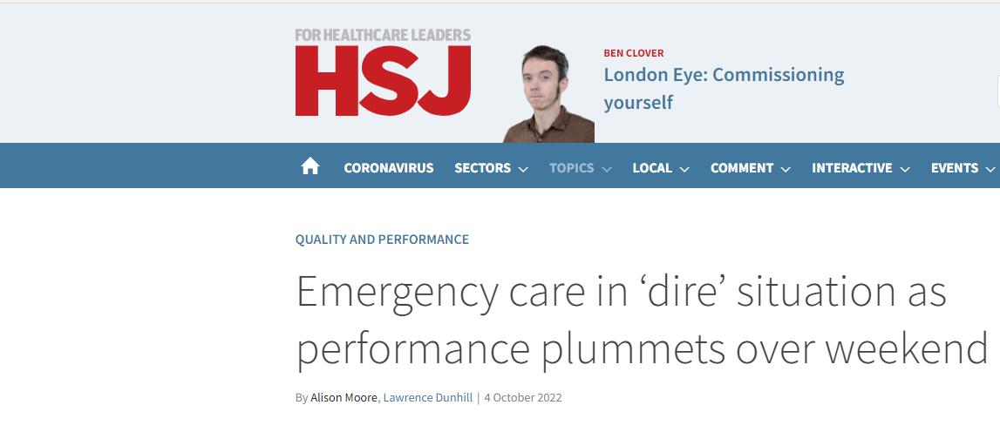 FOR HEALTHCARE LEADERS
HSJ
BEN CLOVER
London Eye: Commissioning
yourself
CORONAVIRUS SECTORS TOPICS LOCAL COMMENT INTERACTIVE EVENTS
QUALITY AND PERFORMANCE
Emergency care in ‘dire’ situation as
performance plummets over weekend
By Alison Moore, Lawrence Dunhill | 4 October 2022